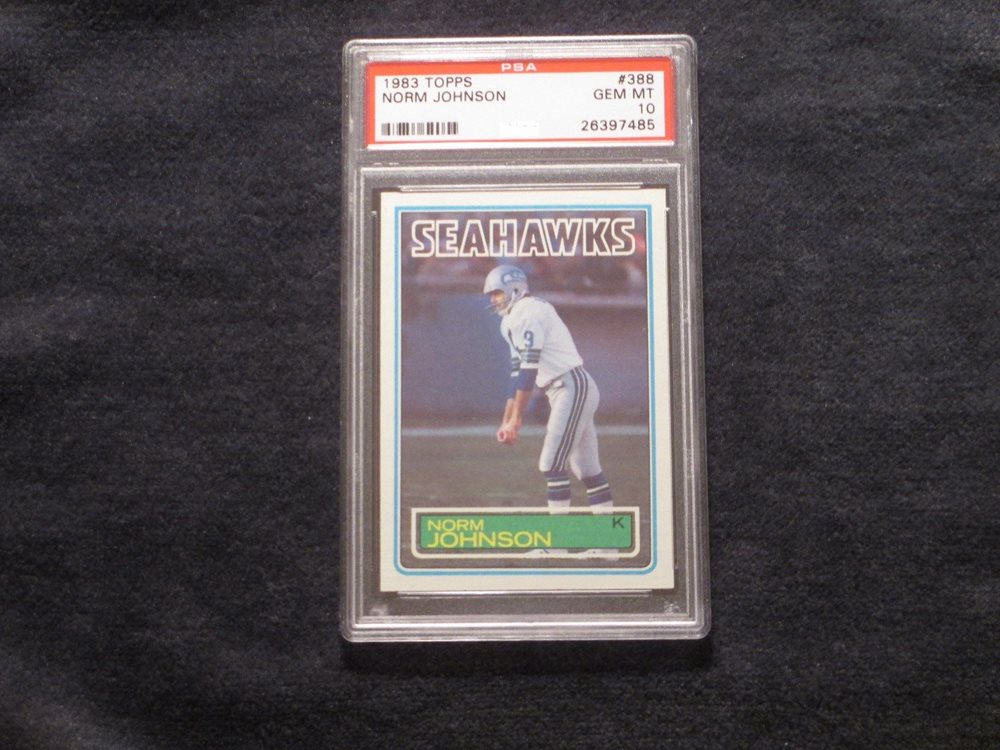 PSA
1983 TOPPS #388
NORM JOHNSON GEM MT
10
26397485
SEAHAWKS
9
NORM K
JOHNSON